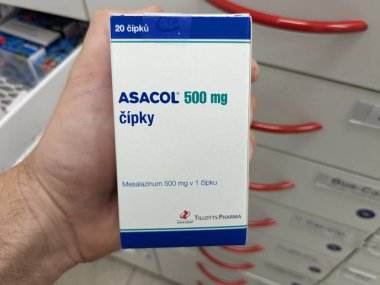 20 čípků
ASACOL® 500 mg
čípky
Mesalazinum 500 mg v 1 čípku
TILLOTTS PHARMA